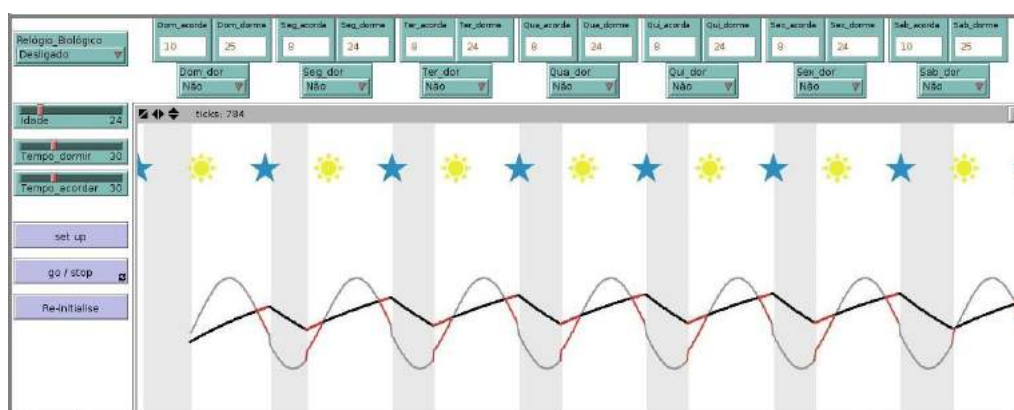 Dom_acorda Dom_dorme Seg_acorda Seg_dorme Ter_acorda Ter_dorme Qua_acorda Qua_dorme Qui_acorda Qui_dorme Sex_acorda Sex_dorme Sab_acorda Sab_dorme
10 25 8 24 8 24 8 24 8 24 8 24 10 25
Relógio_Biológico
Desligado
Dom_dor Seg_dor Ter_dor Qua_dor Qui_dor Sex_dor Sab_dor
Não Não Não Não Não Não Não
ticks: 784
Idade 24
Tempo_dormir 30
Tempo_acordar 30
set up
go / stop
Re-initialise